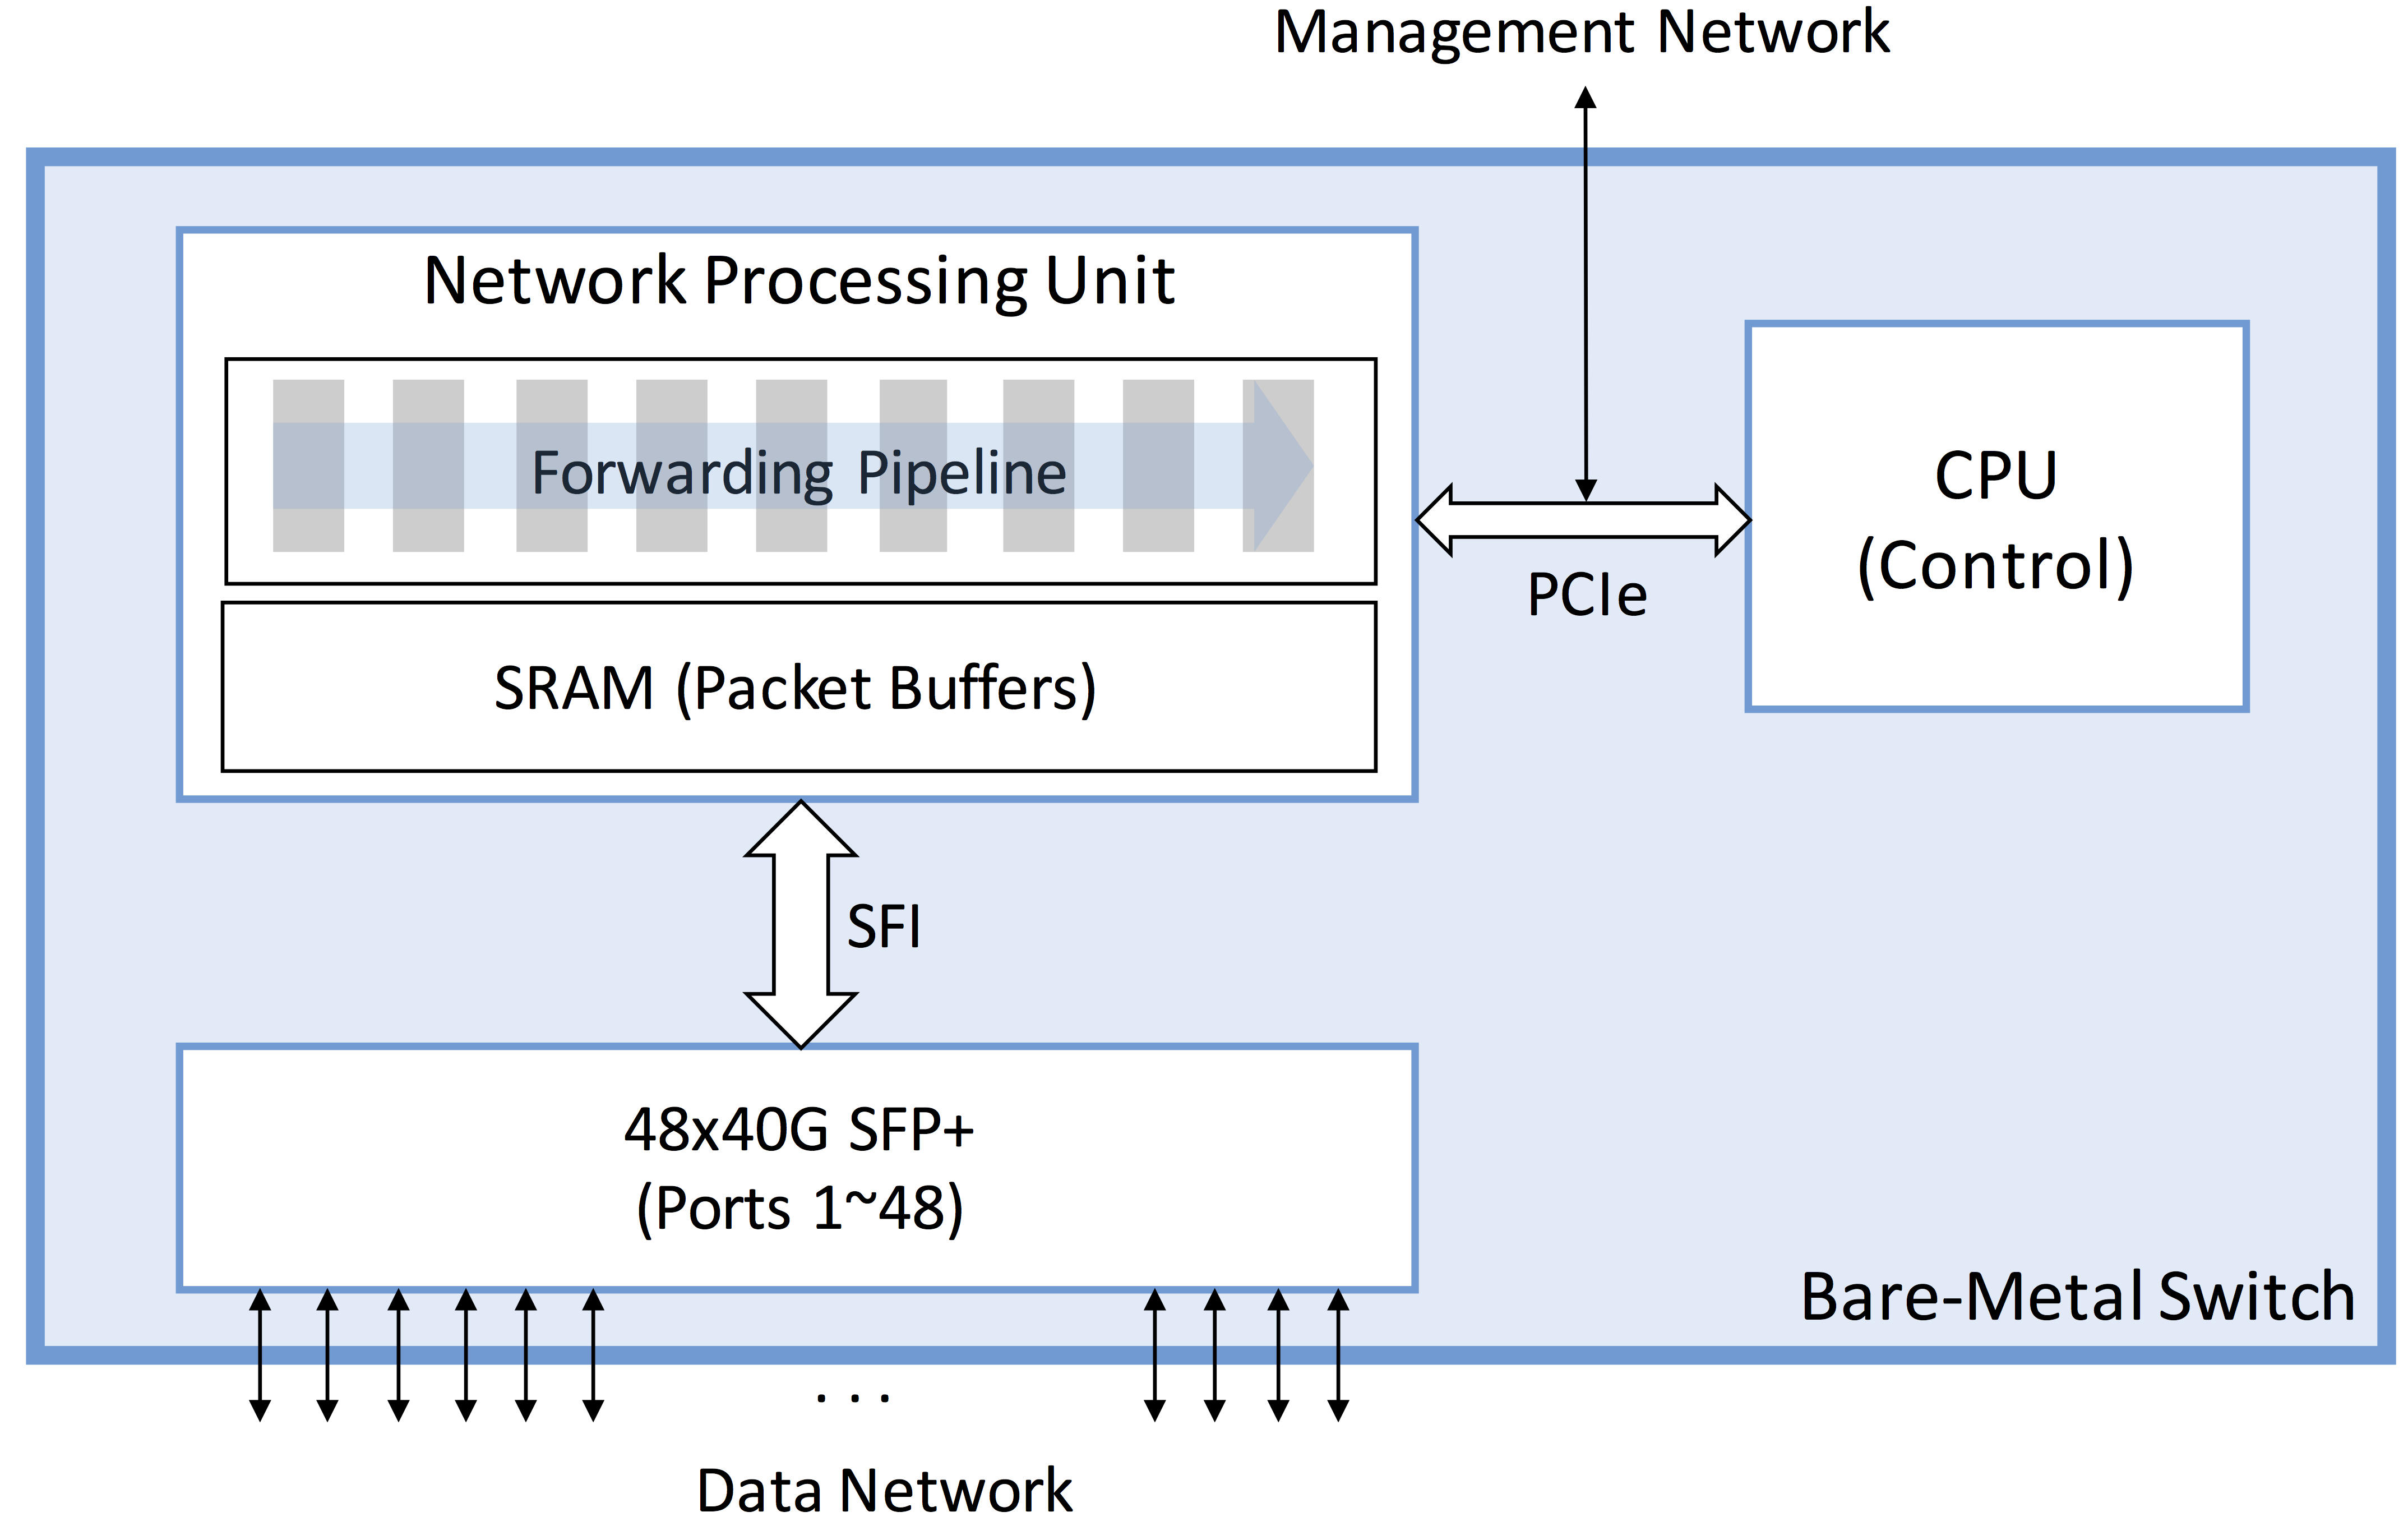 Management Network
Network Processing Unit
Forwarding Pipeline
SRAM (Packet Buffers)
PCIe
CPU
(Control)
SFI
48x40G SFP+
(Ports 1~48)
Bare-Metal Switch
. . .
Data Network